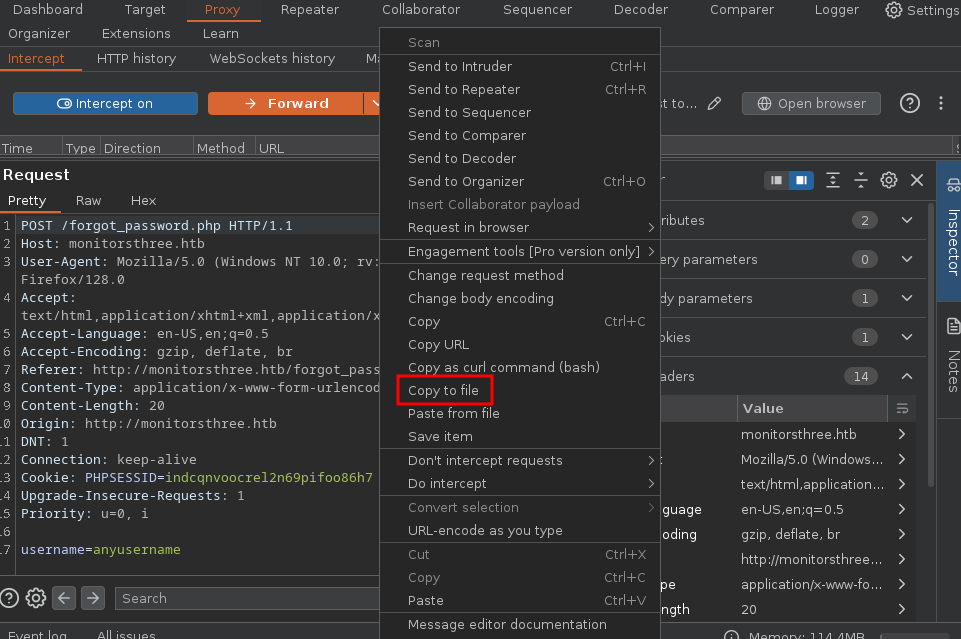 Dashboard Target Proxy Repeater Collaborator Sequencer Decoder Comparer Logger Settings
Organizer Extensions Learn
Intercept HTTP history WebSockets history Ma
Intercept on Forward st to... Open browser
Time Type Direction Method URL
Request
Pretty Raw Hex
1 POST /forgot_password.php HTTP/1.1
2 Host: monitorsthree.htb
3 User-Agent: Mozilla/5.0 (Windows NT 10.0; rv:
Firefox/128.0
4 Accept:
text/html,application/xhtml+xml,application/x
5 Accept-Language: en-US,en;q=0.5
6 Accept-Encoding: gzip, deflate, br
7 Referer: http://monitorsthree.htb/forgot_pass
8 Content-Type: application/x-www-form-urlencod
9 Content-Length: 20
.0 Origin: http://monitorsthree.htb
.1 DNT: 1
.2 Connection: keep-alive
.3 Cookie: PHPSESSID=indcqnvoocrel2n69pifoo86h7
.4 Upgrade-Insecure-Requests: 1
.5 Priority: u=0, i
.6
.7 username=anyusername
Search
Event log All issues
Scan
Send to Intruder Ctrl+I
Send to Repeater Ctrl+R
Send to Sequencer
Send to Comparer
Send to Decoder
Send to Organizer Ctrl+O
Insert Collaborator payload
Request in browser
Engagement tools [Pro version only]
Change request method
Change body encoding
Copy Ctrl+C
Copy URL
Copy as curl command (bash)
Copy to file
Paste from file
Save item
Don't intercept requests
Do intercept
Convert selection
URL-encode as you type
Cut Ctrl+X
Copy Ctrl+C
Paste Ctrl+V
Message editor documentation
r
ributes 2
ery parameters 0
dy parameters 1
okies 1
aders 14
Value
monitorsthree.htb
t Mozilla/5.0 (Windows...
text/html,application...
guage en-US,en;q=0.5
oding gzip, deflate, br
http://monitorsthree...
pe application/x-www-fo...
ngth 20
Inspector
Notes
Memory: 114.4MB